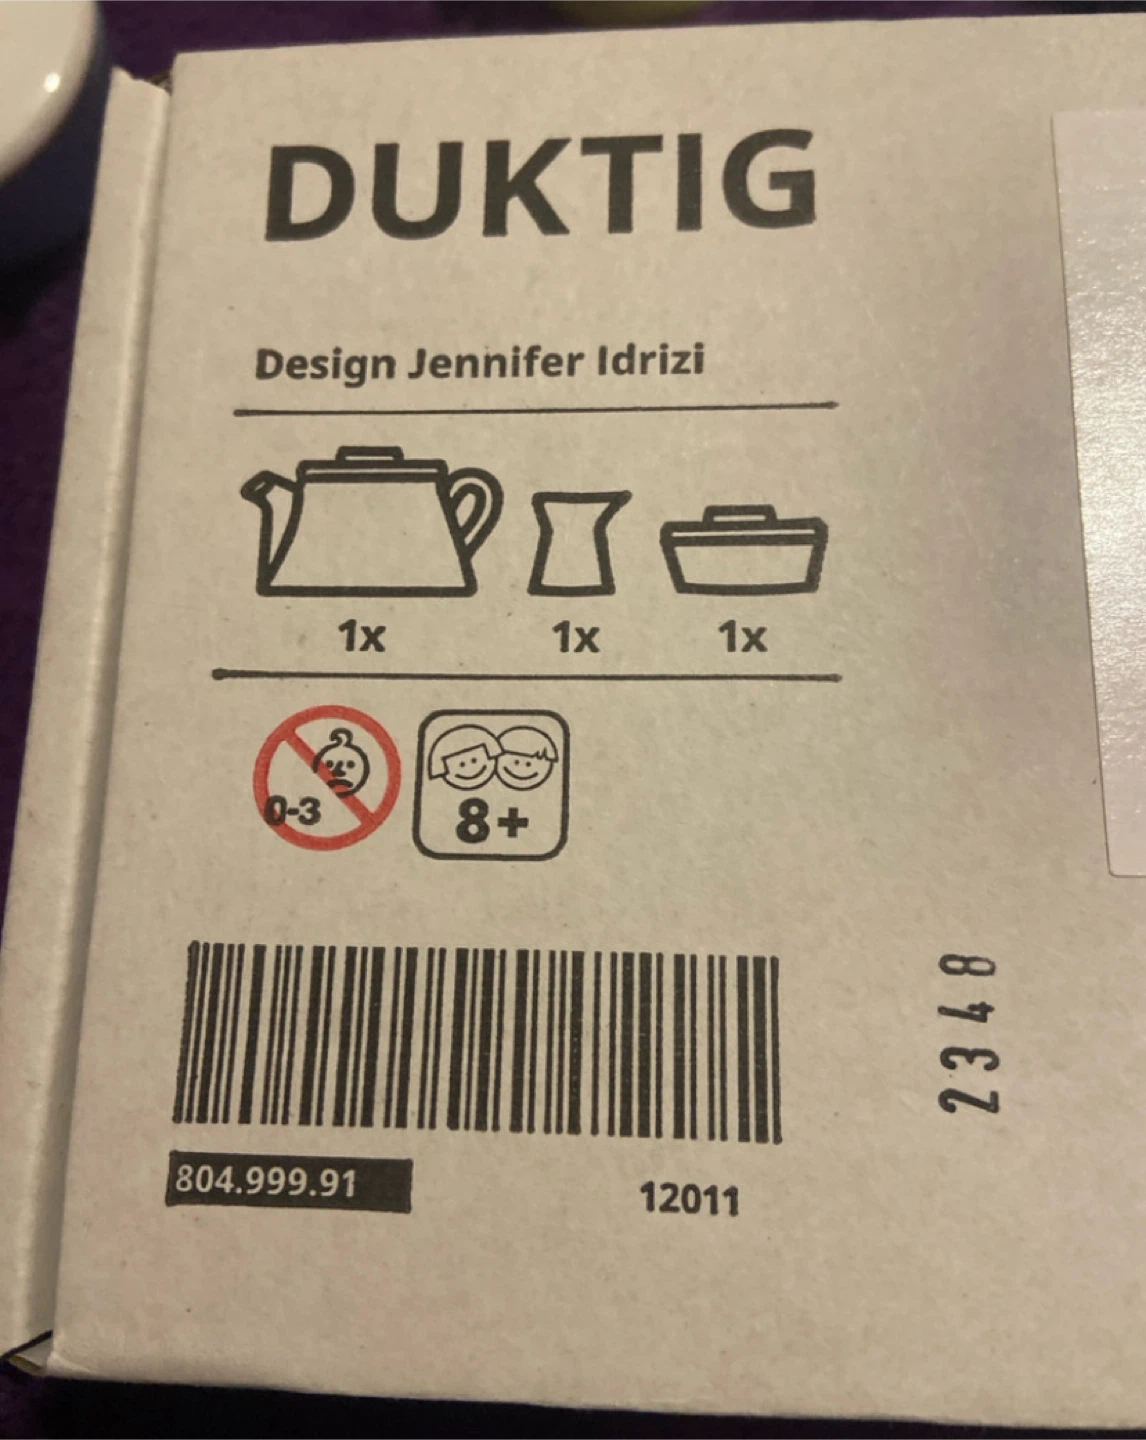 DUKTIG
Design Jennifer Idrizi
1x 1x 1x
0-3 8+
2348
804.999.91 12011